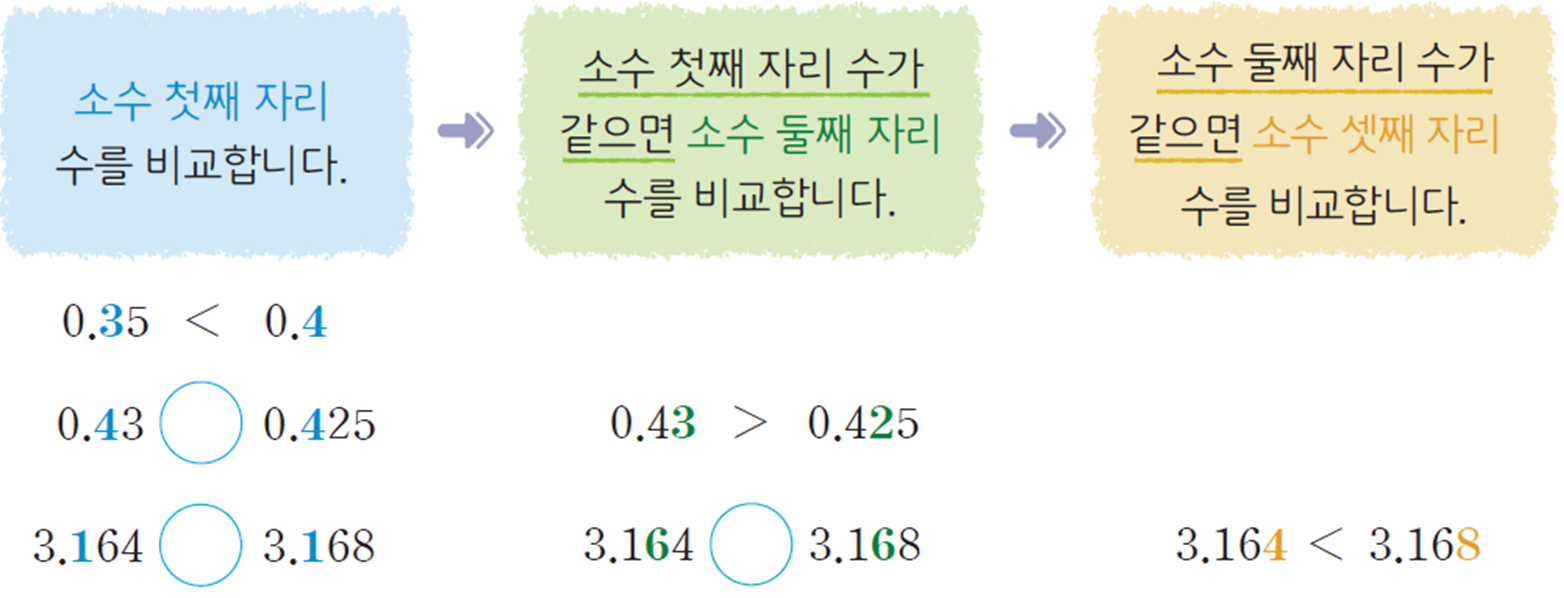 소수 첫째 자리
수를 비교합니다.
소수 첫째 자리 수가
같으면 소수 둘째 자리
수를 비교합니다.
소수 둘째 자리 수가
같으면 소수 셋째 자리
수를 비교합니다.
0.35 < 0.4
0.43 0.425
0.43 > 0.425
3.164 3.168
3.164 3.168
3.164 < 3.168